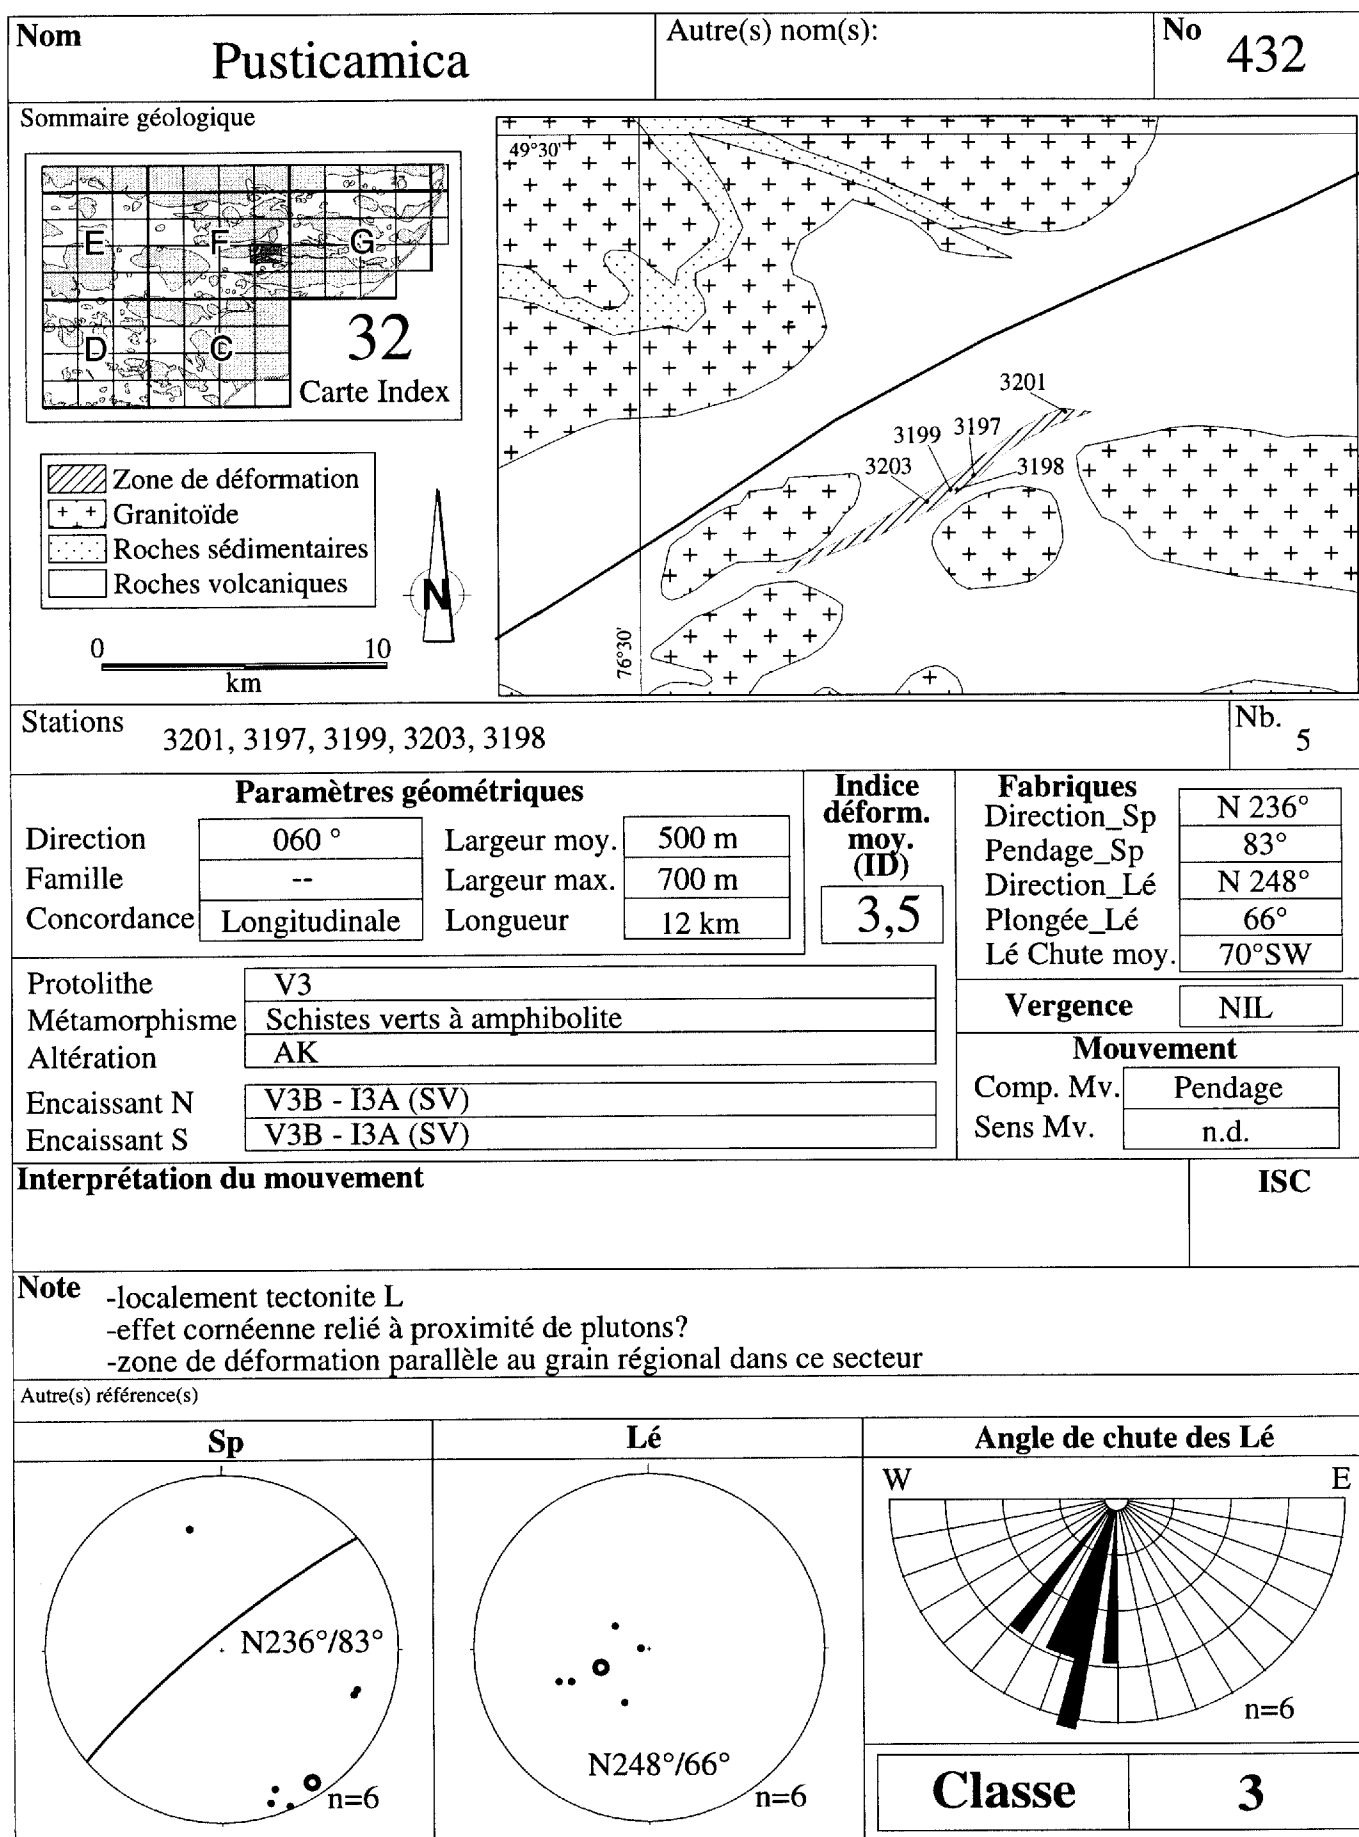 Nom
Pusticamica
Autre(s) nom(s):
No
432
Sommaire géologique
E
F
G
D
C
32
Carte Index
Zone de déformation
Granitoïde
Roches sédimentaires
Roches volcaniques
N
0 10
km
49°30'
76°30'
3201
3199
3197
3203
3198
Stations
3201, 3197, 3199, 3203, 3198
Nb.
5
Paramètres géométriques
Direction 060 °
Famille --
Concordance Longitudinale
Largeur moy. 500 m
Largeur max. 700 m
Longueur 12 km
Indice
déform.
moy.
(ID)
3,5
Fabriques
Direction_Sp N 236°
Pendage_Sp 83°
Direction_Lé N 248°
Plongée_Lé 66°
Lé Chute moy. 70°SW
Protolithe V3
Métamorphisme Schistes verts à amphibolite
Altération AK
Encaissant N V3B - I3A (SV)
Encaissant S V3B - I3A (SV)
Vergence NIL
Mouvement
Comp. Mv. Pendage
Sens Mv. n.d.
Interprétation du mouvement
ISC
Note
-localement tectonite L
-effet cornéenne relié à proximité de plutons?
-zone de déformation parallèle au grain régional dans ce secteur
Autre(s) référence(s)
Sp
N236°/83°
n=6
Lé
N248°/66°
n=6
Angle de chute des Lé
W E
n=6
Classe 3